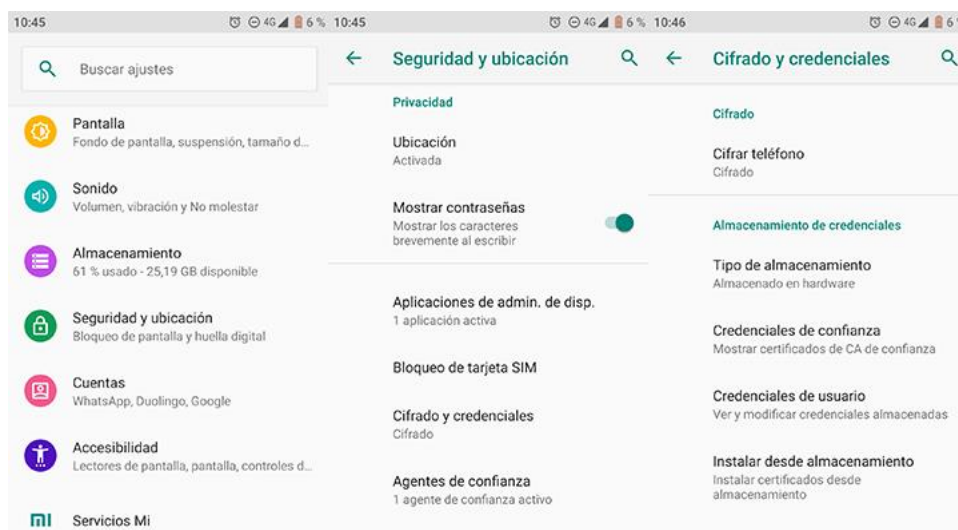 10:45
4G 6 %
Buscar ajustes
Pantalla
Fondo de pantalla, suspensión, tamaño d...
Sonido
Volumen, vibración y No molestar
Almacenamiento
61 % usado - 25,19 GB disponible
Seguridad y ubicación
Bloqueo de pantalla y huella digital
Cuentas
WhatsApp, Duolingo, Google
Accesibilidad
Lectores de pantalla, pantalla, controles d...
mi
Servicios Mi
10:45
4G 6 %
Seguridad y ubicación
Privacidad
Ubicación
Activada
Mostrar contraseñas
Mostrar los caracteres
brevemente al escribir
Aplicaciones de admin. de disp.
1 aplicación activa
Bloqueo de tarjeta SIM
Cifrado y credenciales
Cifrado
Agentes de confianza
1 agente de confianza activo
10:46
4G 6
Cifrado y credenciales
Cifrado
Cifrar teléfono
Cifrado
Almacenamiento de credenciales
Tipo de almacenamiento
Almacenado en hardware
Credenciales de confianza
Mostrar certificados de CA de confianza
Credenciales de usuario
Ver y modificar credenciales almacenadas
Instalar desde almacenamiento
Instalar certificados desde
almacenamiento